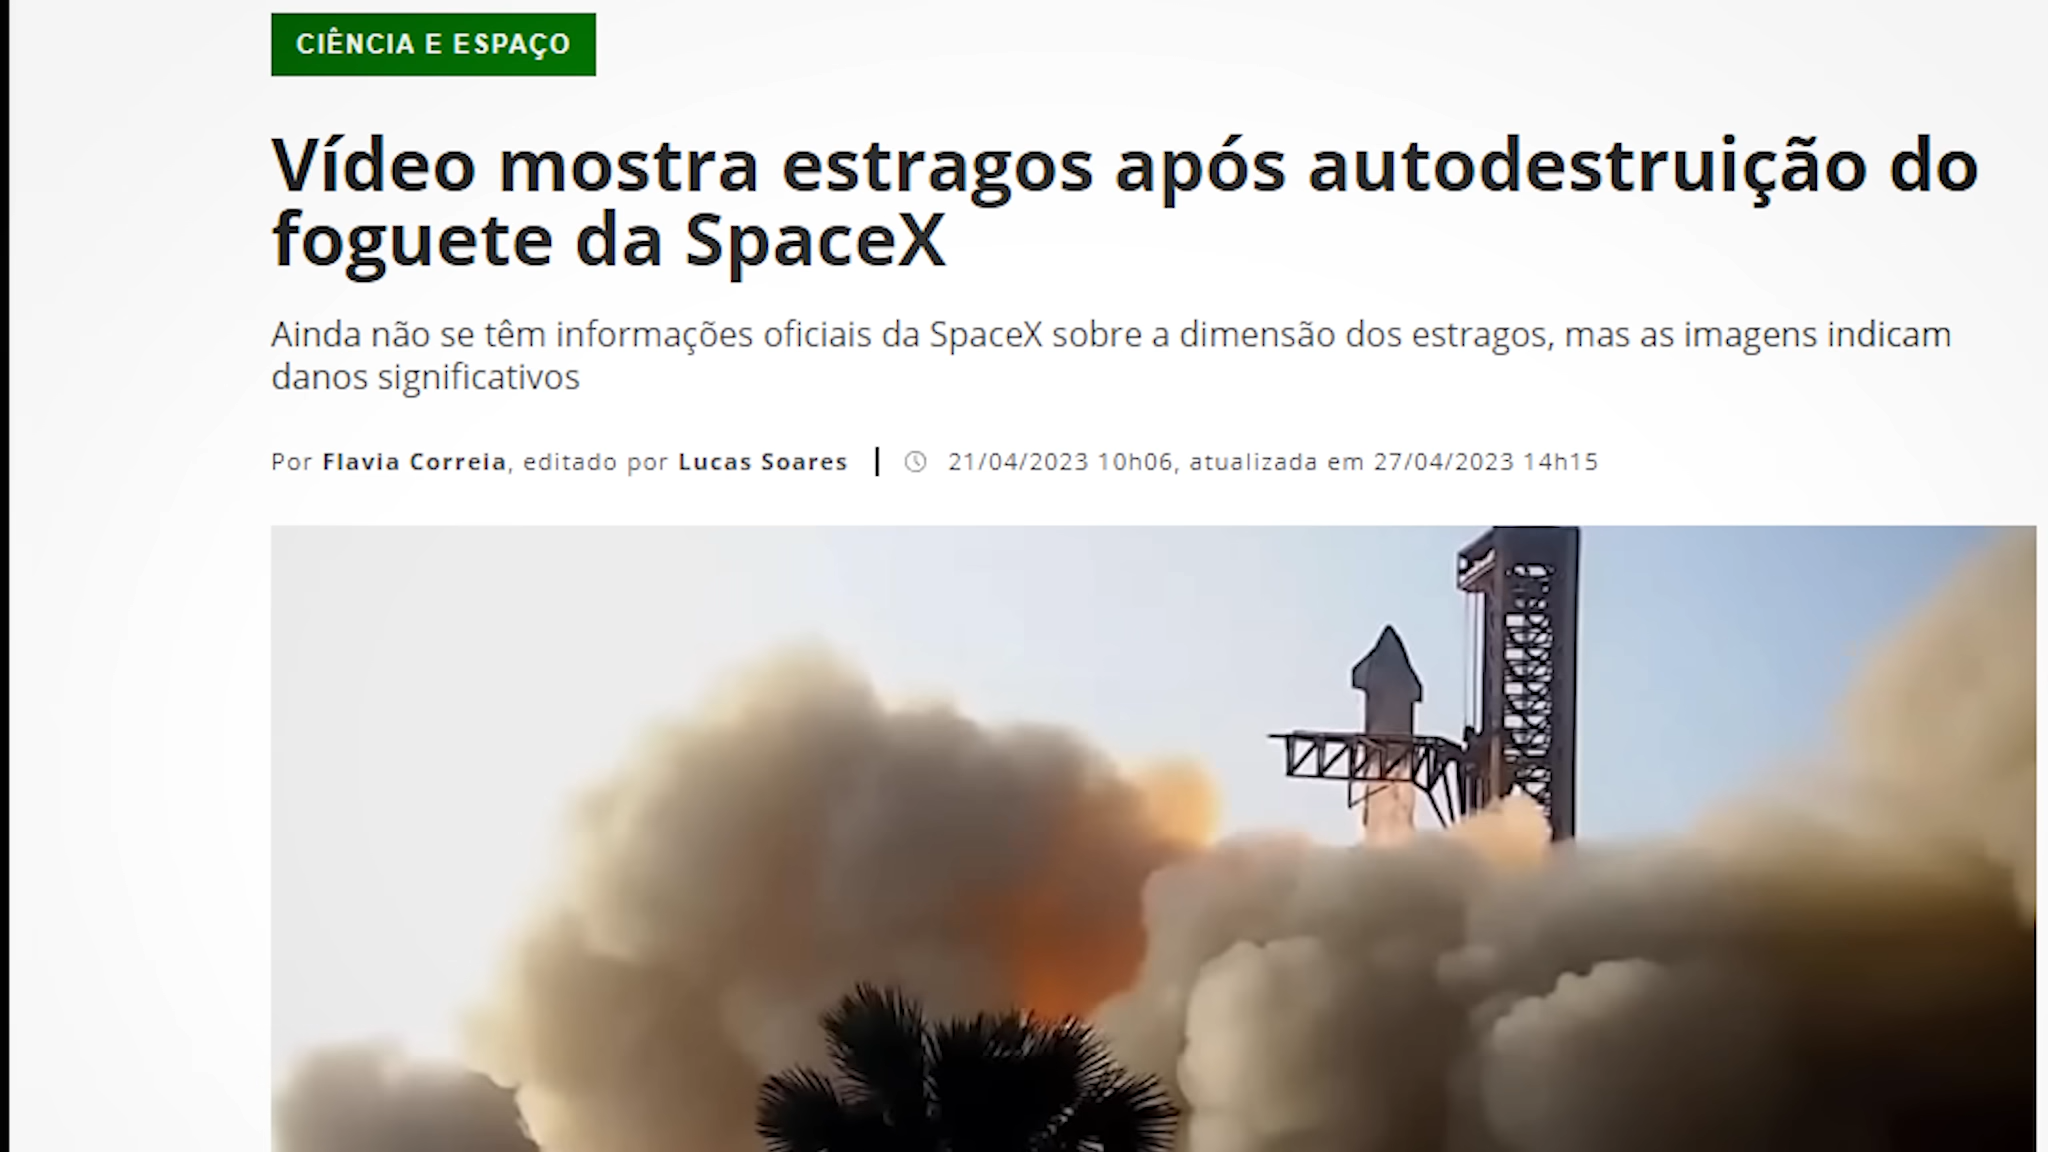 CIÊNCIA E ESPAÇO
Vídeo mostra estragos após autodestruição do
foguete da SpaceX
Ainda não se têm informações oficiais da SpaceX sobre a dimensão dos estragos, mas as imagens indicam
danos significativos
Por Flavia Correia, editado por Lucas Soares | 21/04/2023 10h06, atualizada em 27/04/2023 14h15